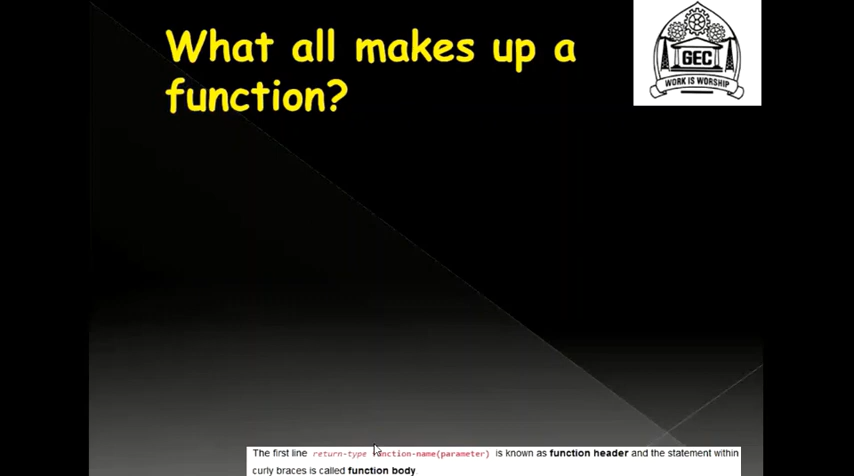 What all makes up a
function?
GEC
WORK IS WORSHIP
The first line return-type function-name(parameter) is known as function header and the statement within
curly braces is called function body.